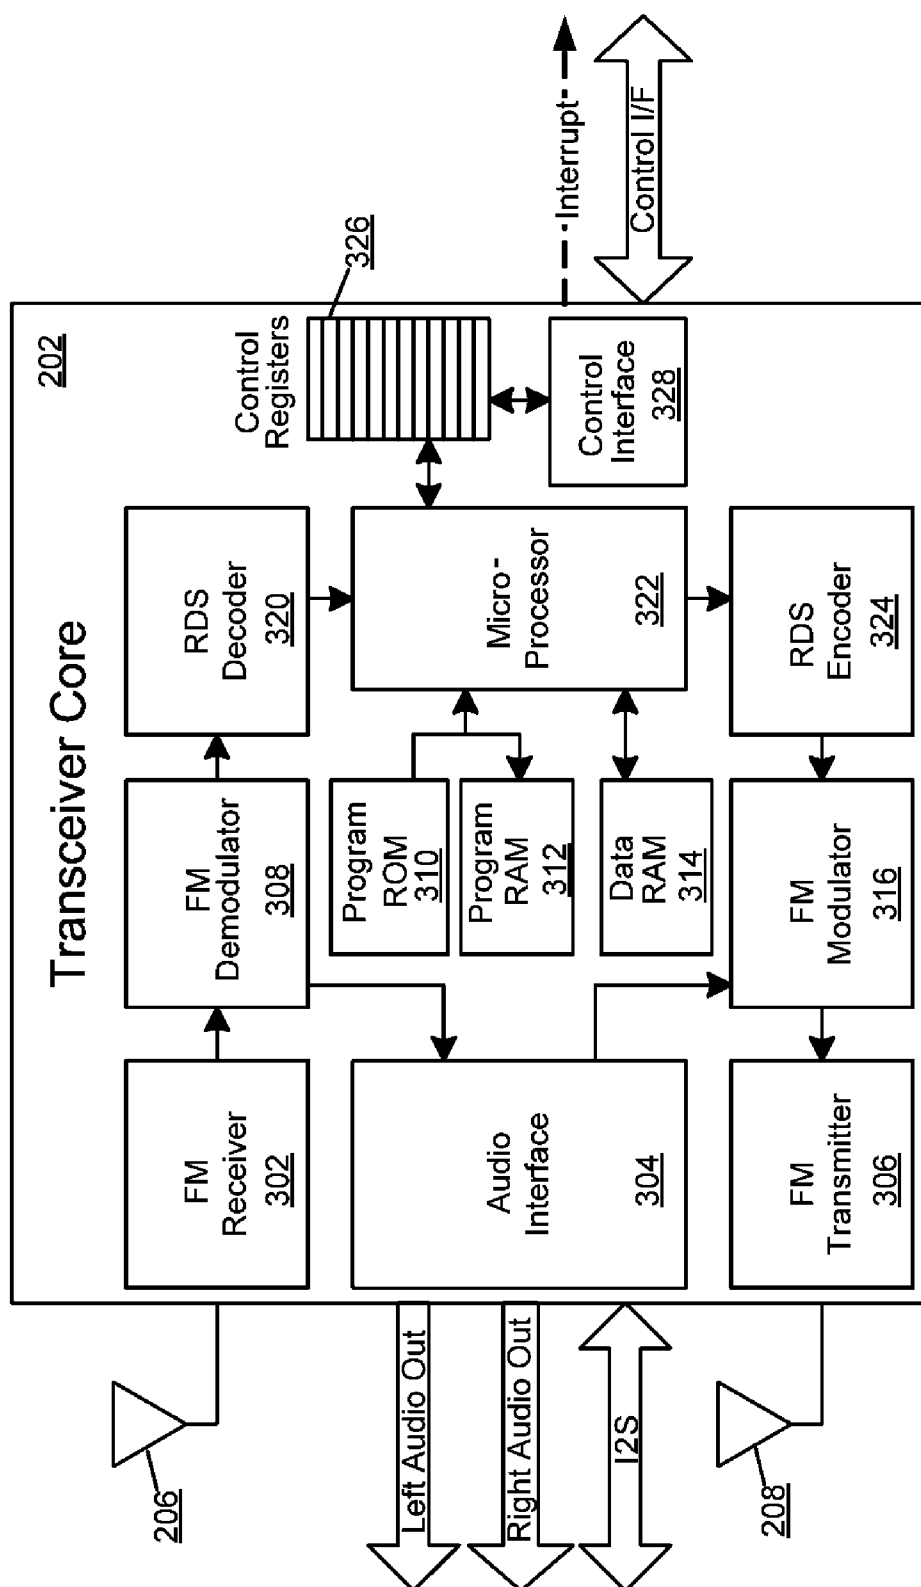 Transceiver Core
202
FM
Receiver
302
FM
Demodulator
308
RDS
Decoder
320
Control
Registers
326
206
Left Audio Out
Right Audio Out
I2S
Audio
Interface
304
Program
ROM
310
Program
RAM
312
Data
RAM
314
Micro-
Processor
322
Control
Interface
328
Interrupt
Control I/F
208
FM
Transmitter
306
FM
Modulator
316
RDS
Encoder
324